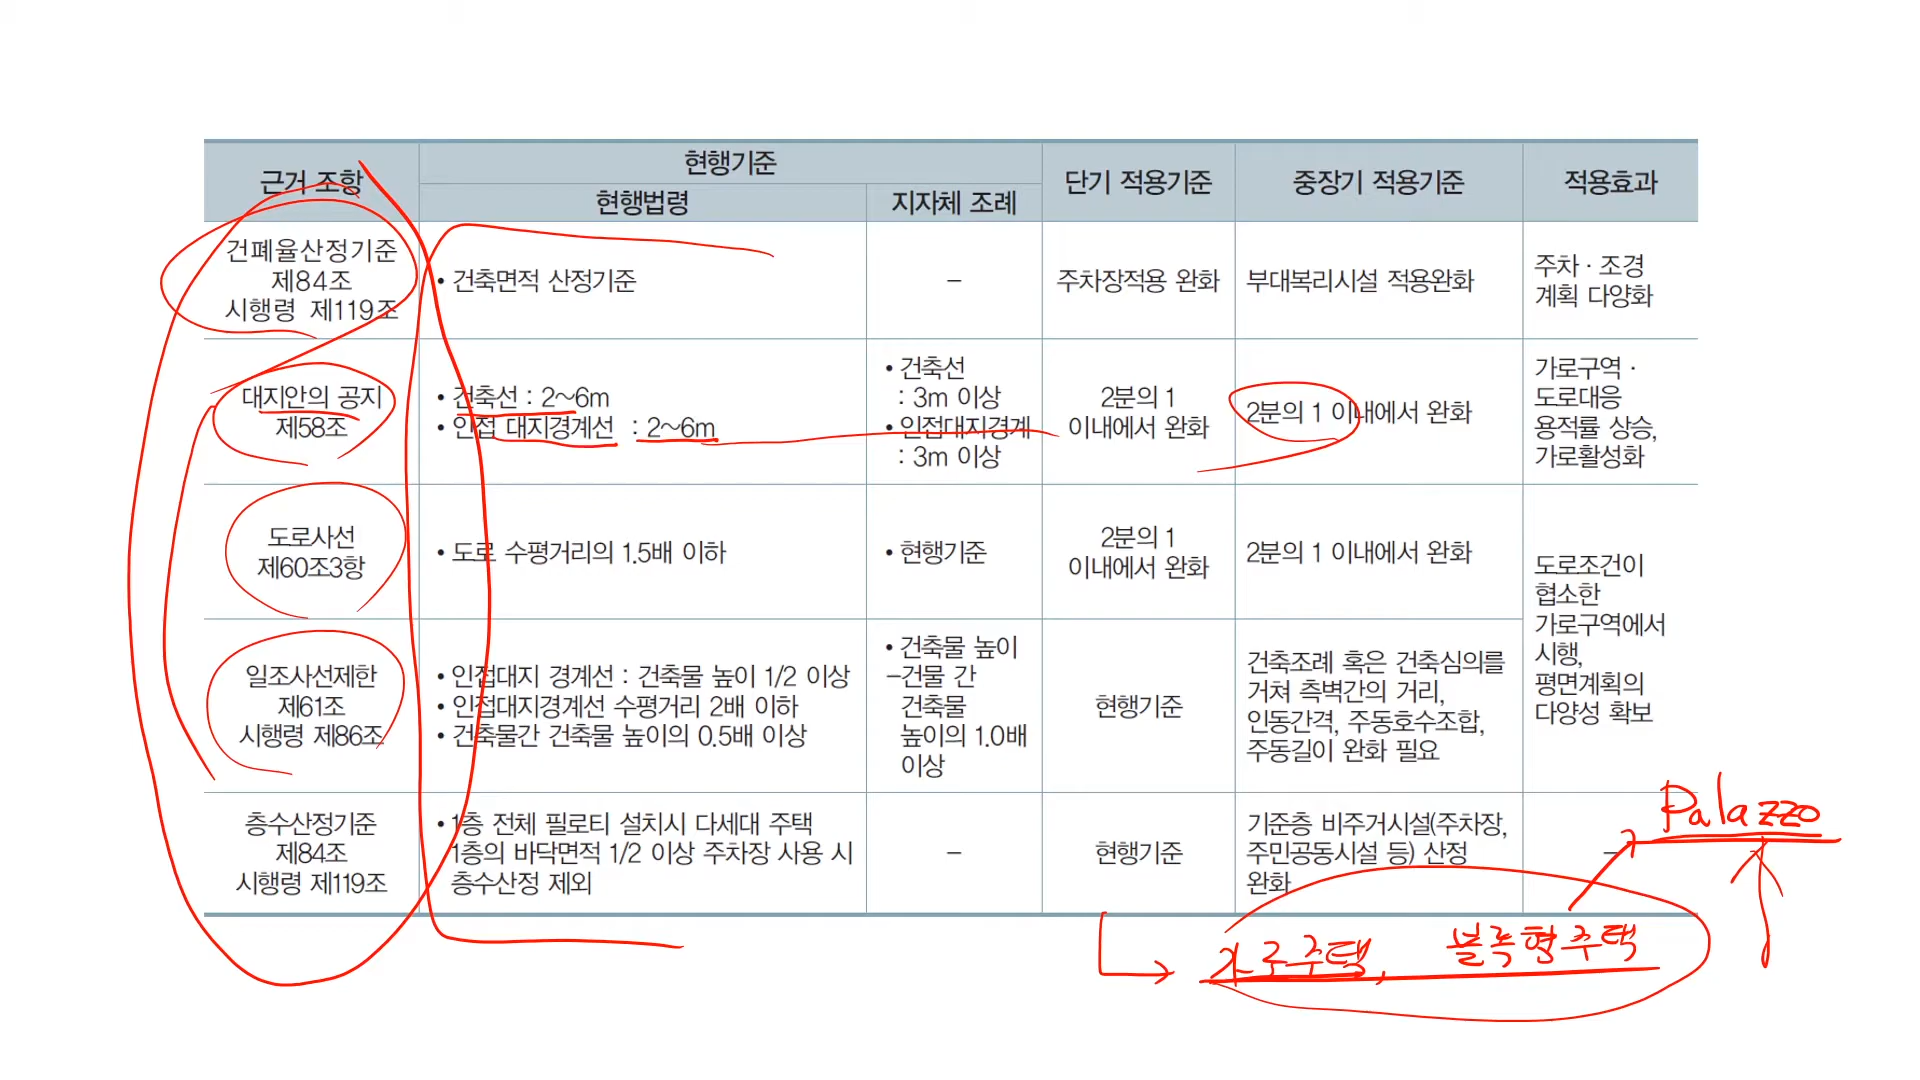 근거 조항
현행기준
현행법령
지자체 조례
단기 적용기준
중장기 적용기준
적용효과
건폐율산정기준
제84조
시행령 제119조
• 건축면적 산정기준
–
주차장적용 완화
부대복리시설 적용완화
주차 · 조경
계획 다양화
대지안의 공지
제58조
• 건축선 : 2~6m
• 인접 대지경계선 : 2~6m
• 건축선
: 3m 이상
• 인접대지경계
: 3m 이상
2분의 1
이내에서 완화
2분의 1 이내에서 완화
가로구역 ·
도로대응
용적률 상승,
가로활성화
도로사선
제60조3항
• 도로 수평거리의 1.5배 이하
• 현행기준
2분의 1
이내에서 완화
2분의 1 이내에서 완화
도로조건이
협소한
가로구역에서
시행,
평면계획의
다양성 확보
일조사선제한
제61조
시행령 제86조
• 인접대지 경계선 : 건축물 높이 1/2 이상
• 인접대지경계선 수평거리 2배 이하
• 건축물간 건축물 높이의 0.5배 이상
• 건축물 높이
–건물 간
건축물
높이의 1.0배
이상
현행기준
건축조례 혹은 건축심의를
거쳐 측벽간의 거리,
인동간격, 주동호수조합,
주동길이 완화 필요
층수산정기준
제84조
시행령 제119조
• 1층 전체 필로티 설치시 다세대 주택
1층의 바닥면적 1/2 이상 주차장 사용 시
층수산정 제외
–
현행기준
기준층 비주거시설(주차장,
주민공동시설 등) 산정
완화
–
Palazzo
가로주택, 블록형주택